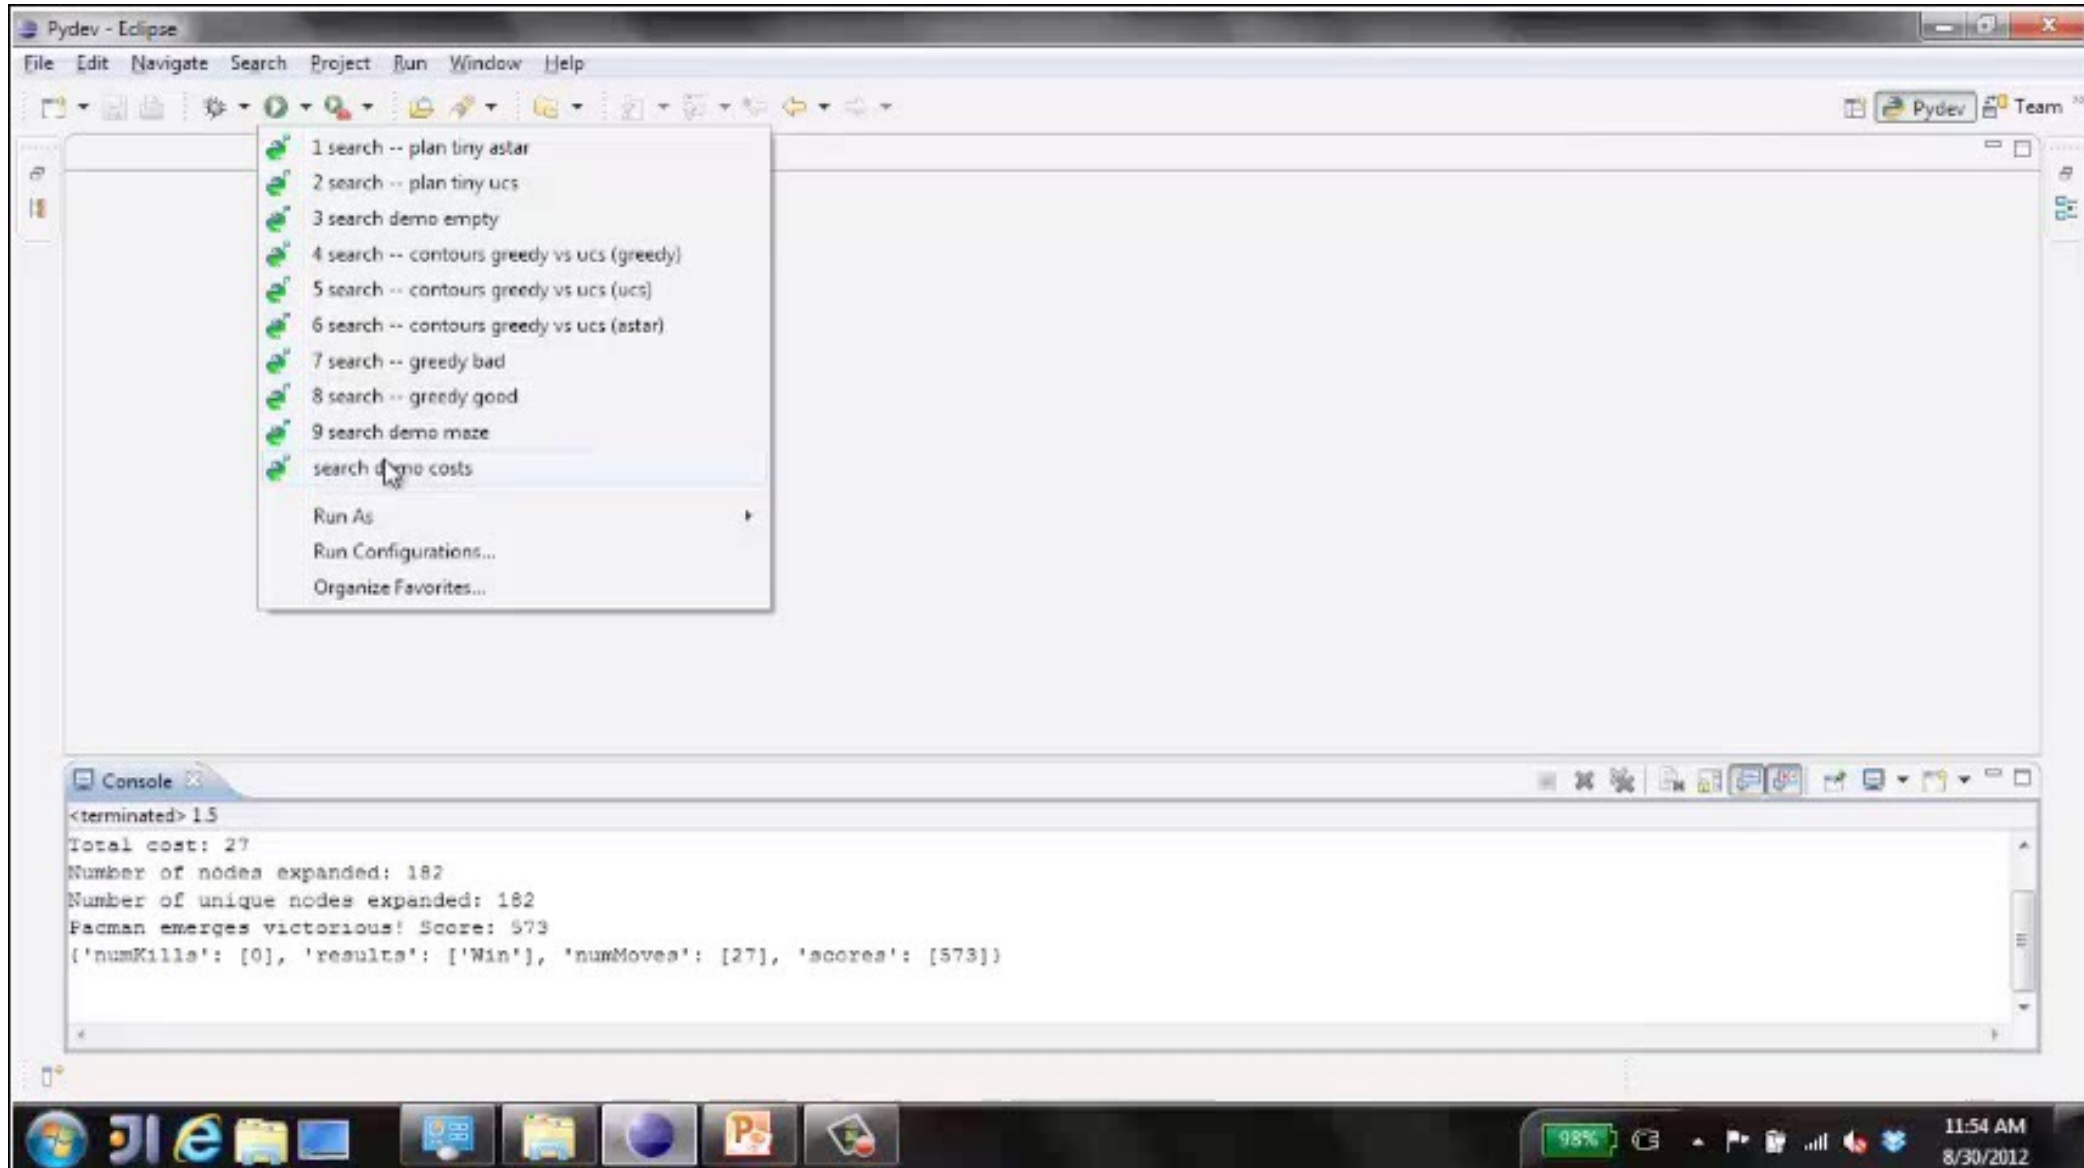 Pydev - Eclipse
File Edit Navigate Search Project Run Window Help
Pydev Team
1 search -- plan tiny astar
2 search -- plan tiny ucs
3 search demo empty
4 search -- contours greedy vs ucs (greedy)
5 search -- contours greedy vs ucs (ucs)
6 search -- contours greedy vs ucs (astar)
7 search -- greedy bad
8 search -- greedy good
9 search demo maze
search demo costs
Run As
Run Configurations...
Organize Favorites...
Console
<terminated> 1.5
Total cost: 27
Number of nodes expanded: 182
Number of unique nodes expanded: 182
Pacman emerges victorious! Score: 573
{'numKills': [0], 'results': ['Win'], 'numMoves': [27], 'scores': [573]}
98%
11:54 AM
8/30/2012